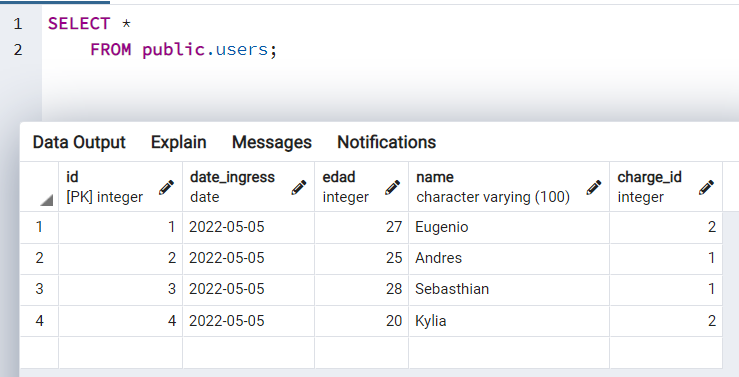 1 SELECT *
2 FROM public.users;
Data Output Explain Messages Notifications
id date_ingress edad name charge_id
[PK] integer date integer character varying (100) integer
1 1 2022-05-05 27 Eugenio 2
2 2 2022-05-05 25 Andres 1
3 3 2022-05-05 28 Sebasthian 1
4 4 2022-05-05 20 Kylia 2